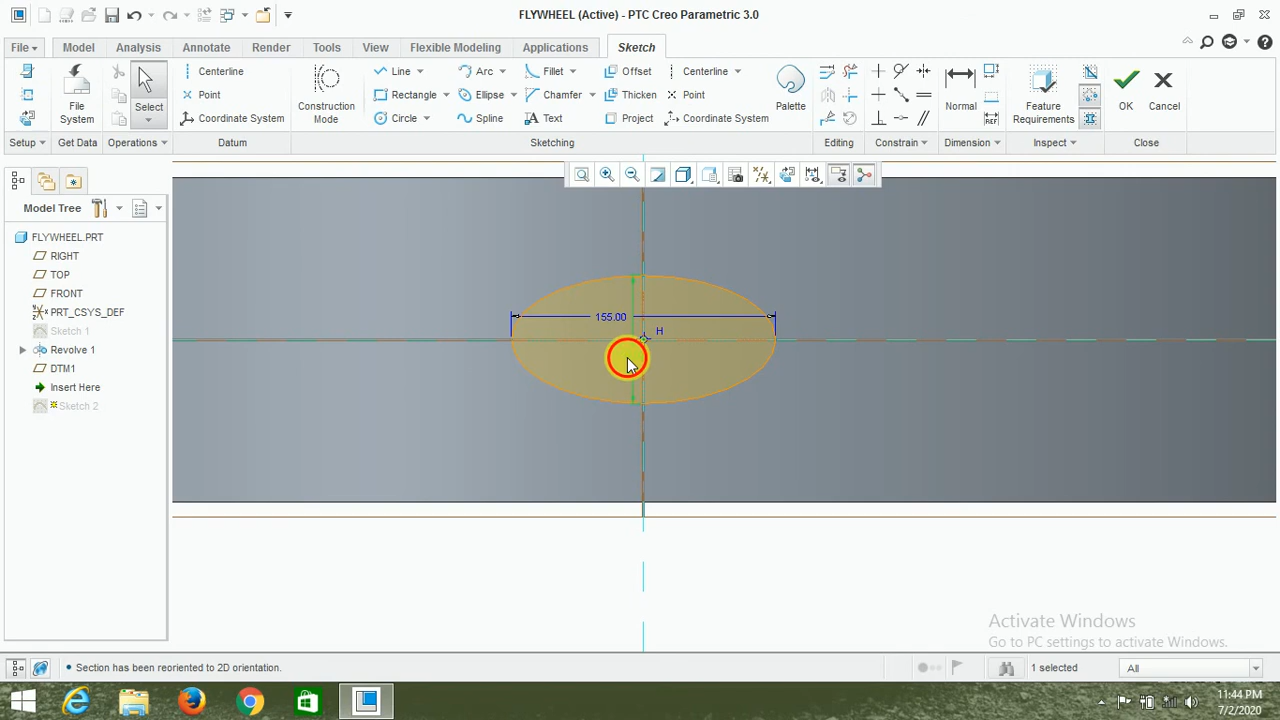 FLYWHEEL (Active) - PTC Creo Parametric 3.0
File Model Analysis Annotate Render Tools View Flexible Modeling Applications Sketch
Centerline Line Arc Fillet Offset Centerline
Point Rectangle Ellipse Chamfer Thicken Point
Coordinate System Circle Spline Text Project Coordinate System
File System Select Construction Mode Palette Normal Feature Requirements OK Cancel
Setup Get Data Operations Datum Sketching Editing Constrain Dimension Inspect Close
Model Tree
FLYWHEEL.PRT
RIGHT
TOP
FRONT
PRT_CSYS_DEF
Sketch 1
Revolve 1
DTM1
Insert Here
Sketch 2
155.00
H
Activate Windows
Go to PC settings to activate Windows.
• Section has been reoriented to 2D orientation. 1 selected All
11:44 PM
7/2/2020